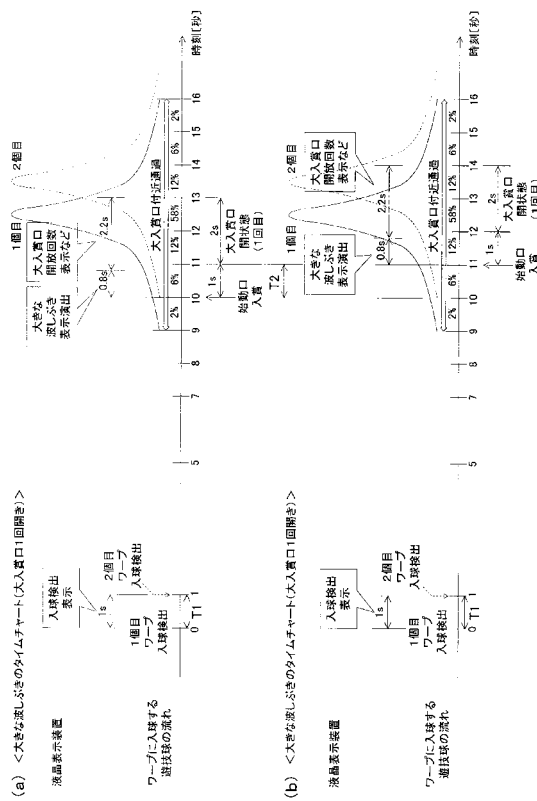 (a) <大きな波しぶきのタイムチャート(大入賞口1回開き)>
液晶表示装置
入球検出
表示
1s
ワープに入球する
遊技球の流れ
1個目
ワープ
入球検出
2個目
ワープ
入球検出
0
1
T1
5
7
8
9
10
11
12
13
14
15
16
時刻[秒]
大きな
波しぶき
表示演出
大入賞口
開放回数
表示など
0.8s
2.2s
1個目
2個目
大入賞口付近通過
2%
6%
12%
58%
12%
6%
2%
1s
始動口
入賞
2s
大入賞口
開状態
(1回目)
T2
(b) <大きな波しぶきのタイムチャート(大入賞口1回開き)>
液晶表示装置
入球検出
表示
1s
ワープに入球する
遊技球の流れ
1個目
ワープ
入球検出
2個目
ワープ
入球検出
0
1
T1
5
7
8
9
10
11
12
13
14
15
16
時刻[秒]
大きな
波しぶき
表示演出
大入賞口
開放回数
表示など
0.8s
2.2s
1個目
2個目
大入賞口付近通過
2%
6%
12%
58%
12%
6%
2%
1s
始動口
入賞
2s
大入賞口
開状態
(1回目)